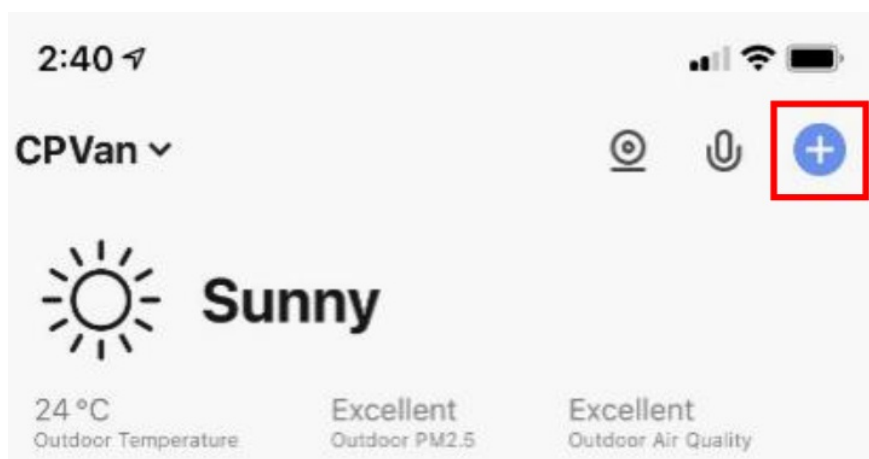 2:40
CPVan
Sunny
24 °C Excellent Excellent
Outdoor Temperature Outdoor PM2.5 Outdoor Air Quality